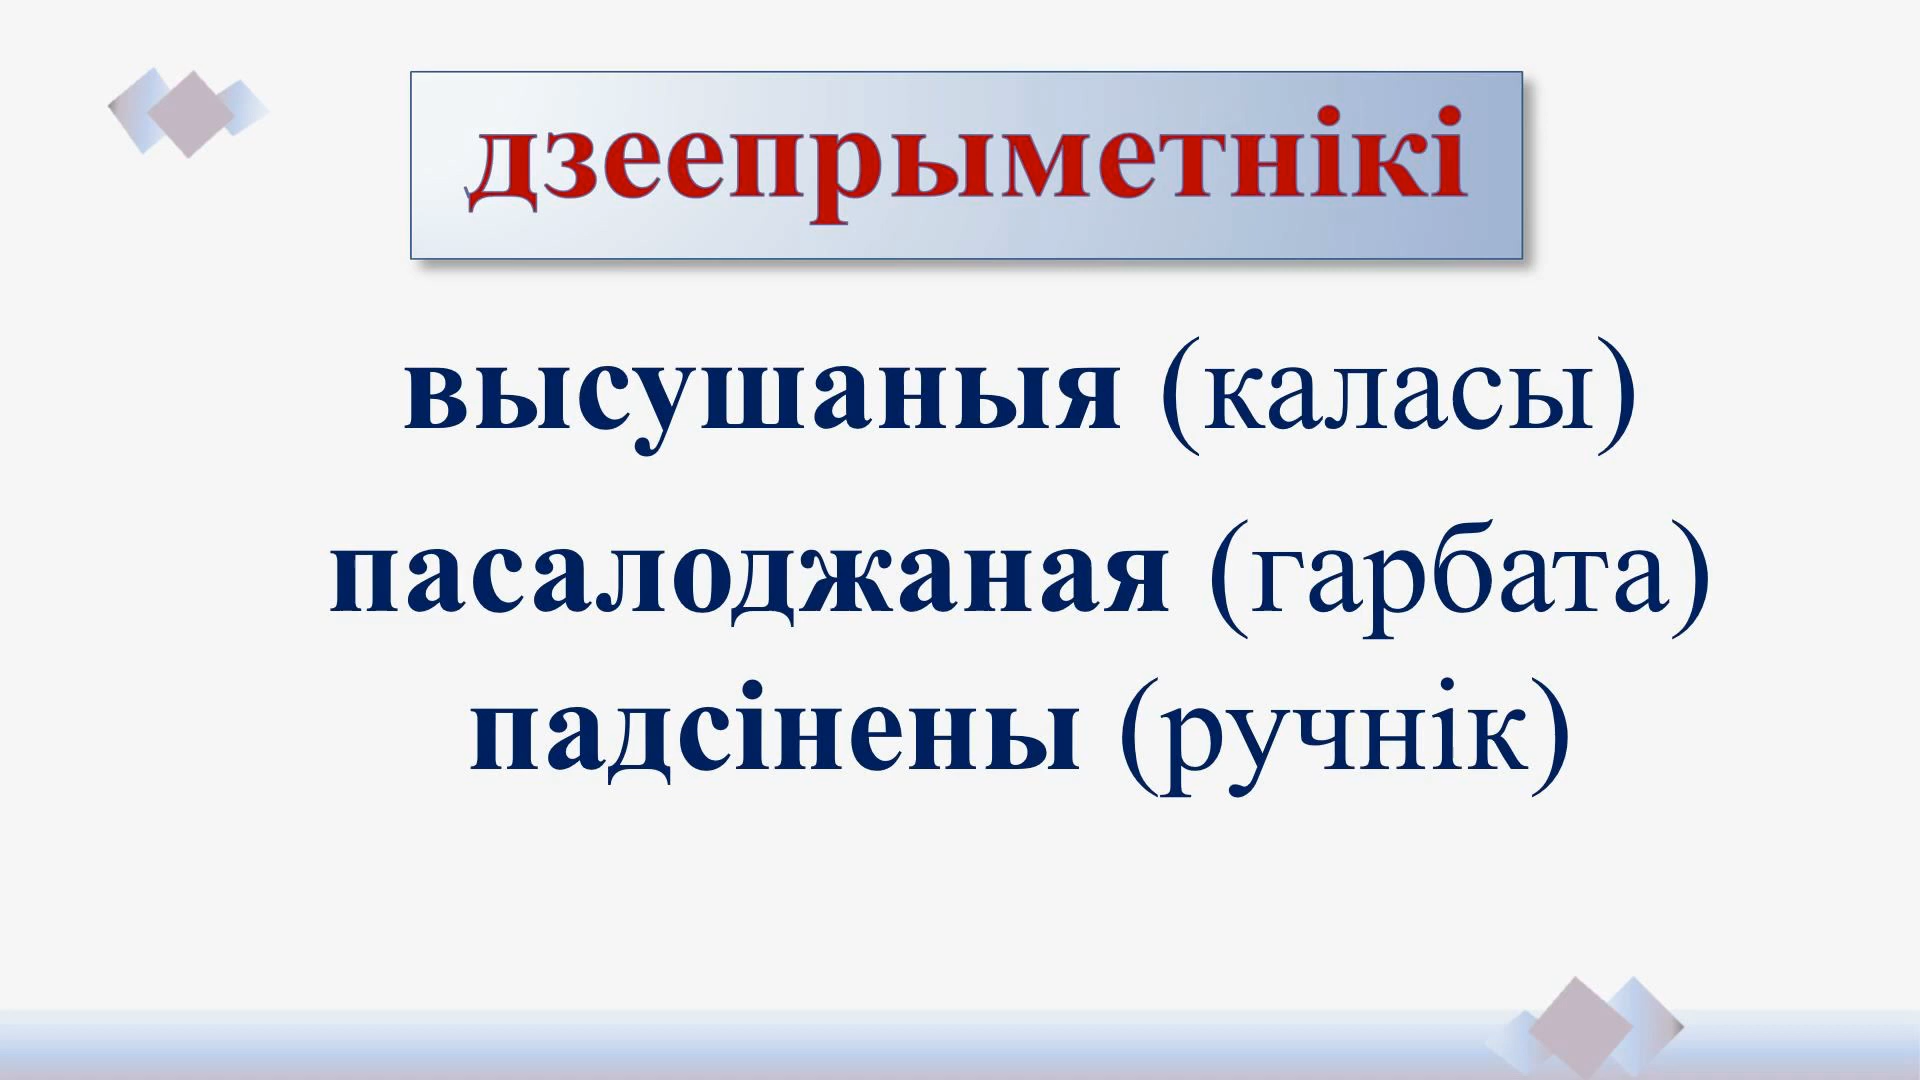 дзеепрыметнікі
высушаныя (каласы)
пасалоджаная (гарбата)
падсінены (ручнік)